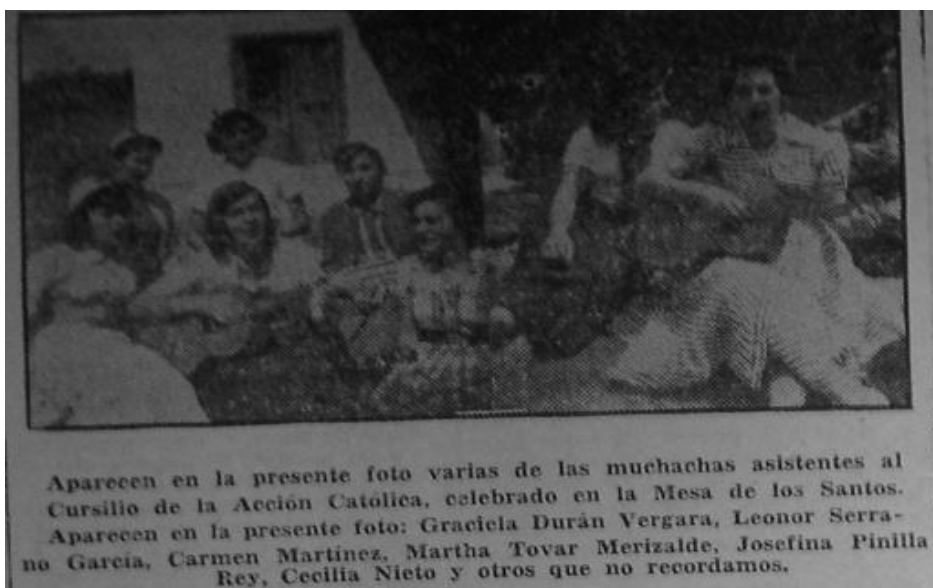 Aparecen en la presente foto varias de las muchachas asistentes al
Cursilio de la Acción Católica, celebrado en la Mesa de los Santos.
Aparecen en la presente foto: Graciela Durán Vergara, Leonor Serra-
no García, Carmen Martínez, Martha Tovar Merizalde, Josefina Pinilla
Rey, Cecilia Nieto y otros que no recordamos.